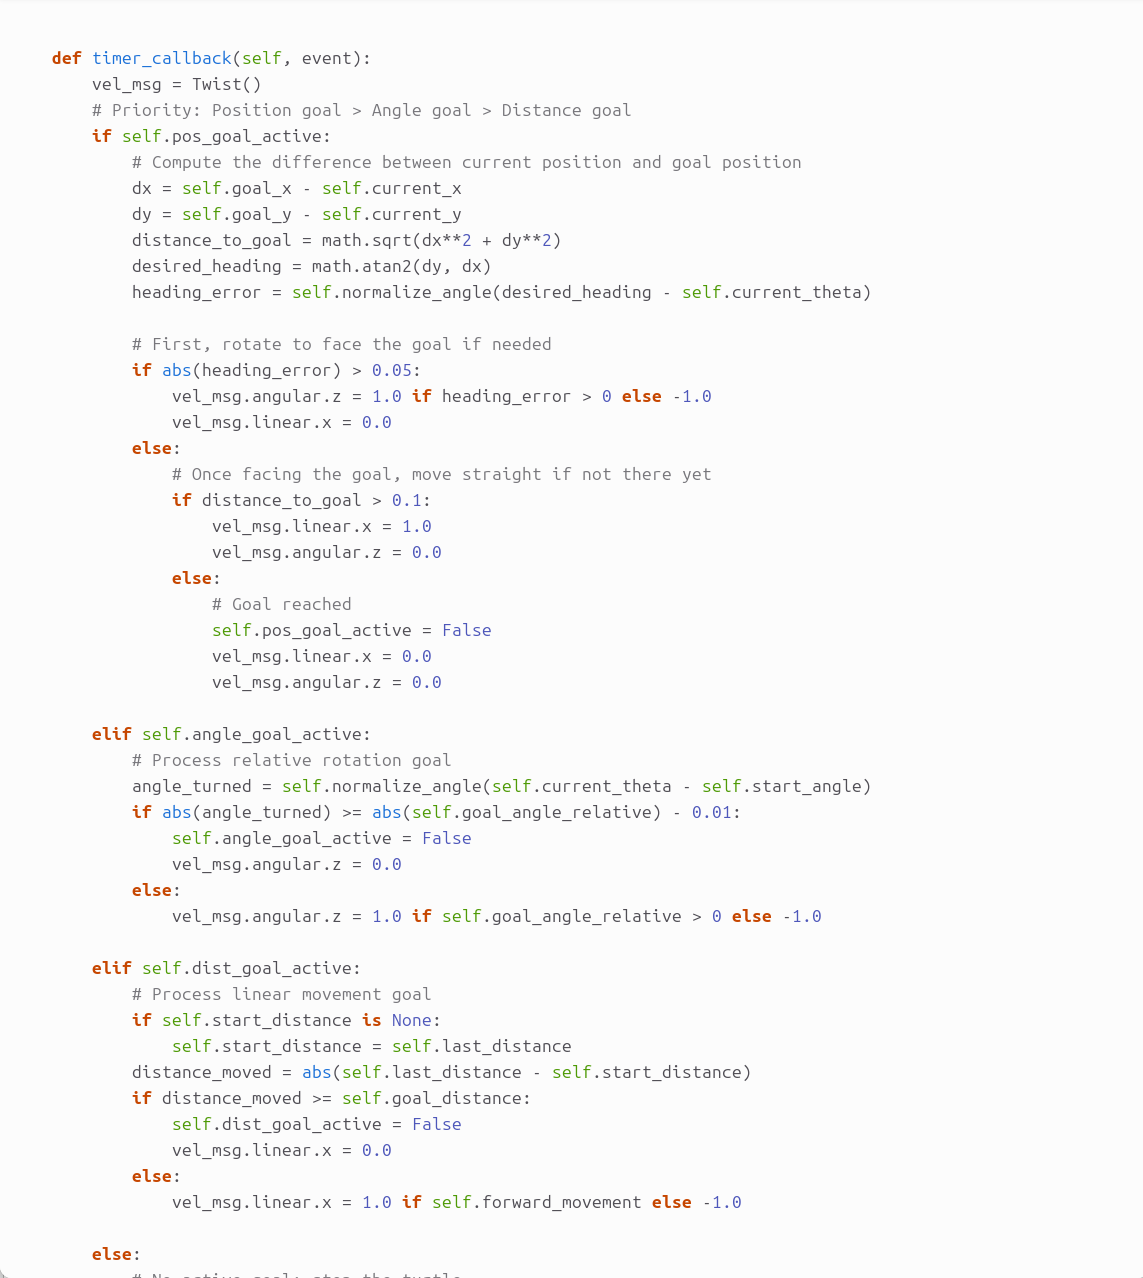 def timer_callback(self, event):
    vel_msg = Twist()
    # Priority: Position goal > Angle goal > Distance goal
    if self.pos_goal_active:
        # Compute the difference between current position and goal position
        dx = self.goal_x - self.current_x
        dy = self.goal_y - self.current_y
        distance_to_goal = math.sqrt(dx**2 + dy**2)
        desired_heading = math.atan2(dy, dx)
        heading_error = self.normalize_angle(desired_heading - self.current_theta)

        # First, rotate to face the goal if needed
        if abs(heading_error) > 0.05:
            vel_msg.angular.z = 1.0 if heading_error > 0 else -1.0
            vel_msg.linear.x = 0.0
        else:
            # Once facing the goal, move straight if not there yet
            if distance_to_goal > 0.1:
                vel_msg.linear.x = 1.0
                vel_msg.angular.z = 0.0
            else:
                # Goal reached
                self.pos_goal_active = False
                vel_msg.linear.x = 0.0
                vel_msg.angular.z = 0.0

    elif self.angle_goal_active:
        # Process relative rotation goal
        angle_turned = self.normalize_angle(self.current_theta - self.start_angle)
        if abs(angle_turned) >= abs(self.goal_angle_relative) - 0.01:
            self.angle_goal_active = False
            vel_msg.angular.z = 0.0
        else:
            vel_msg.angular.z = 1.0 if self.goal_angle_relative > 0 else -1.0

    elif self.dist_goal_active:
        # Process linear movement goal
        if self.start_distance is None:
            self.start_distance = self.last_distance
        distance_moved = abs(self.last_distance - self.start_distance)
        if distance_moved >= self.goal_distance:
            self.dist_goal_active = False
            vel_msg.linear.x = 0.0
        else:
            vel_msg.linear.x = 1.0 if self.forward_movement else -1.0

    else: